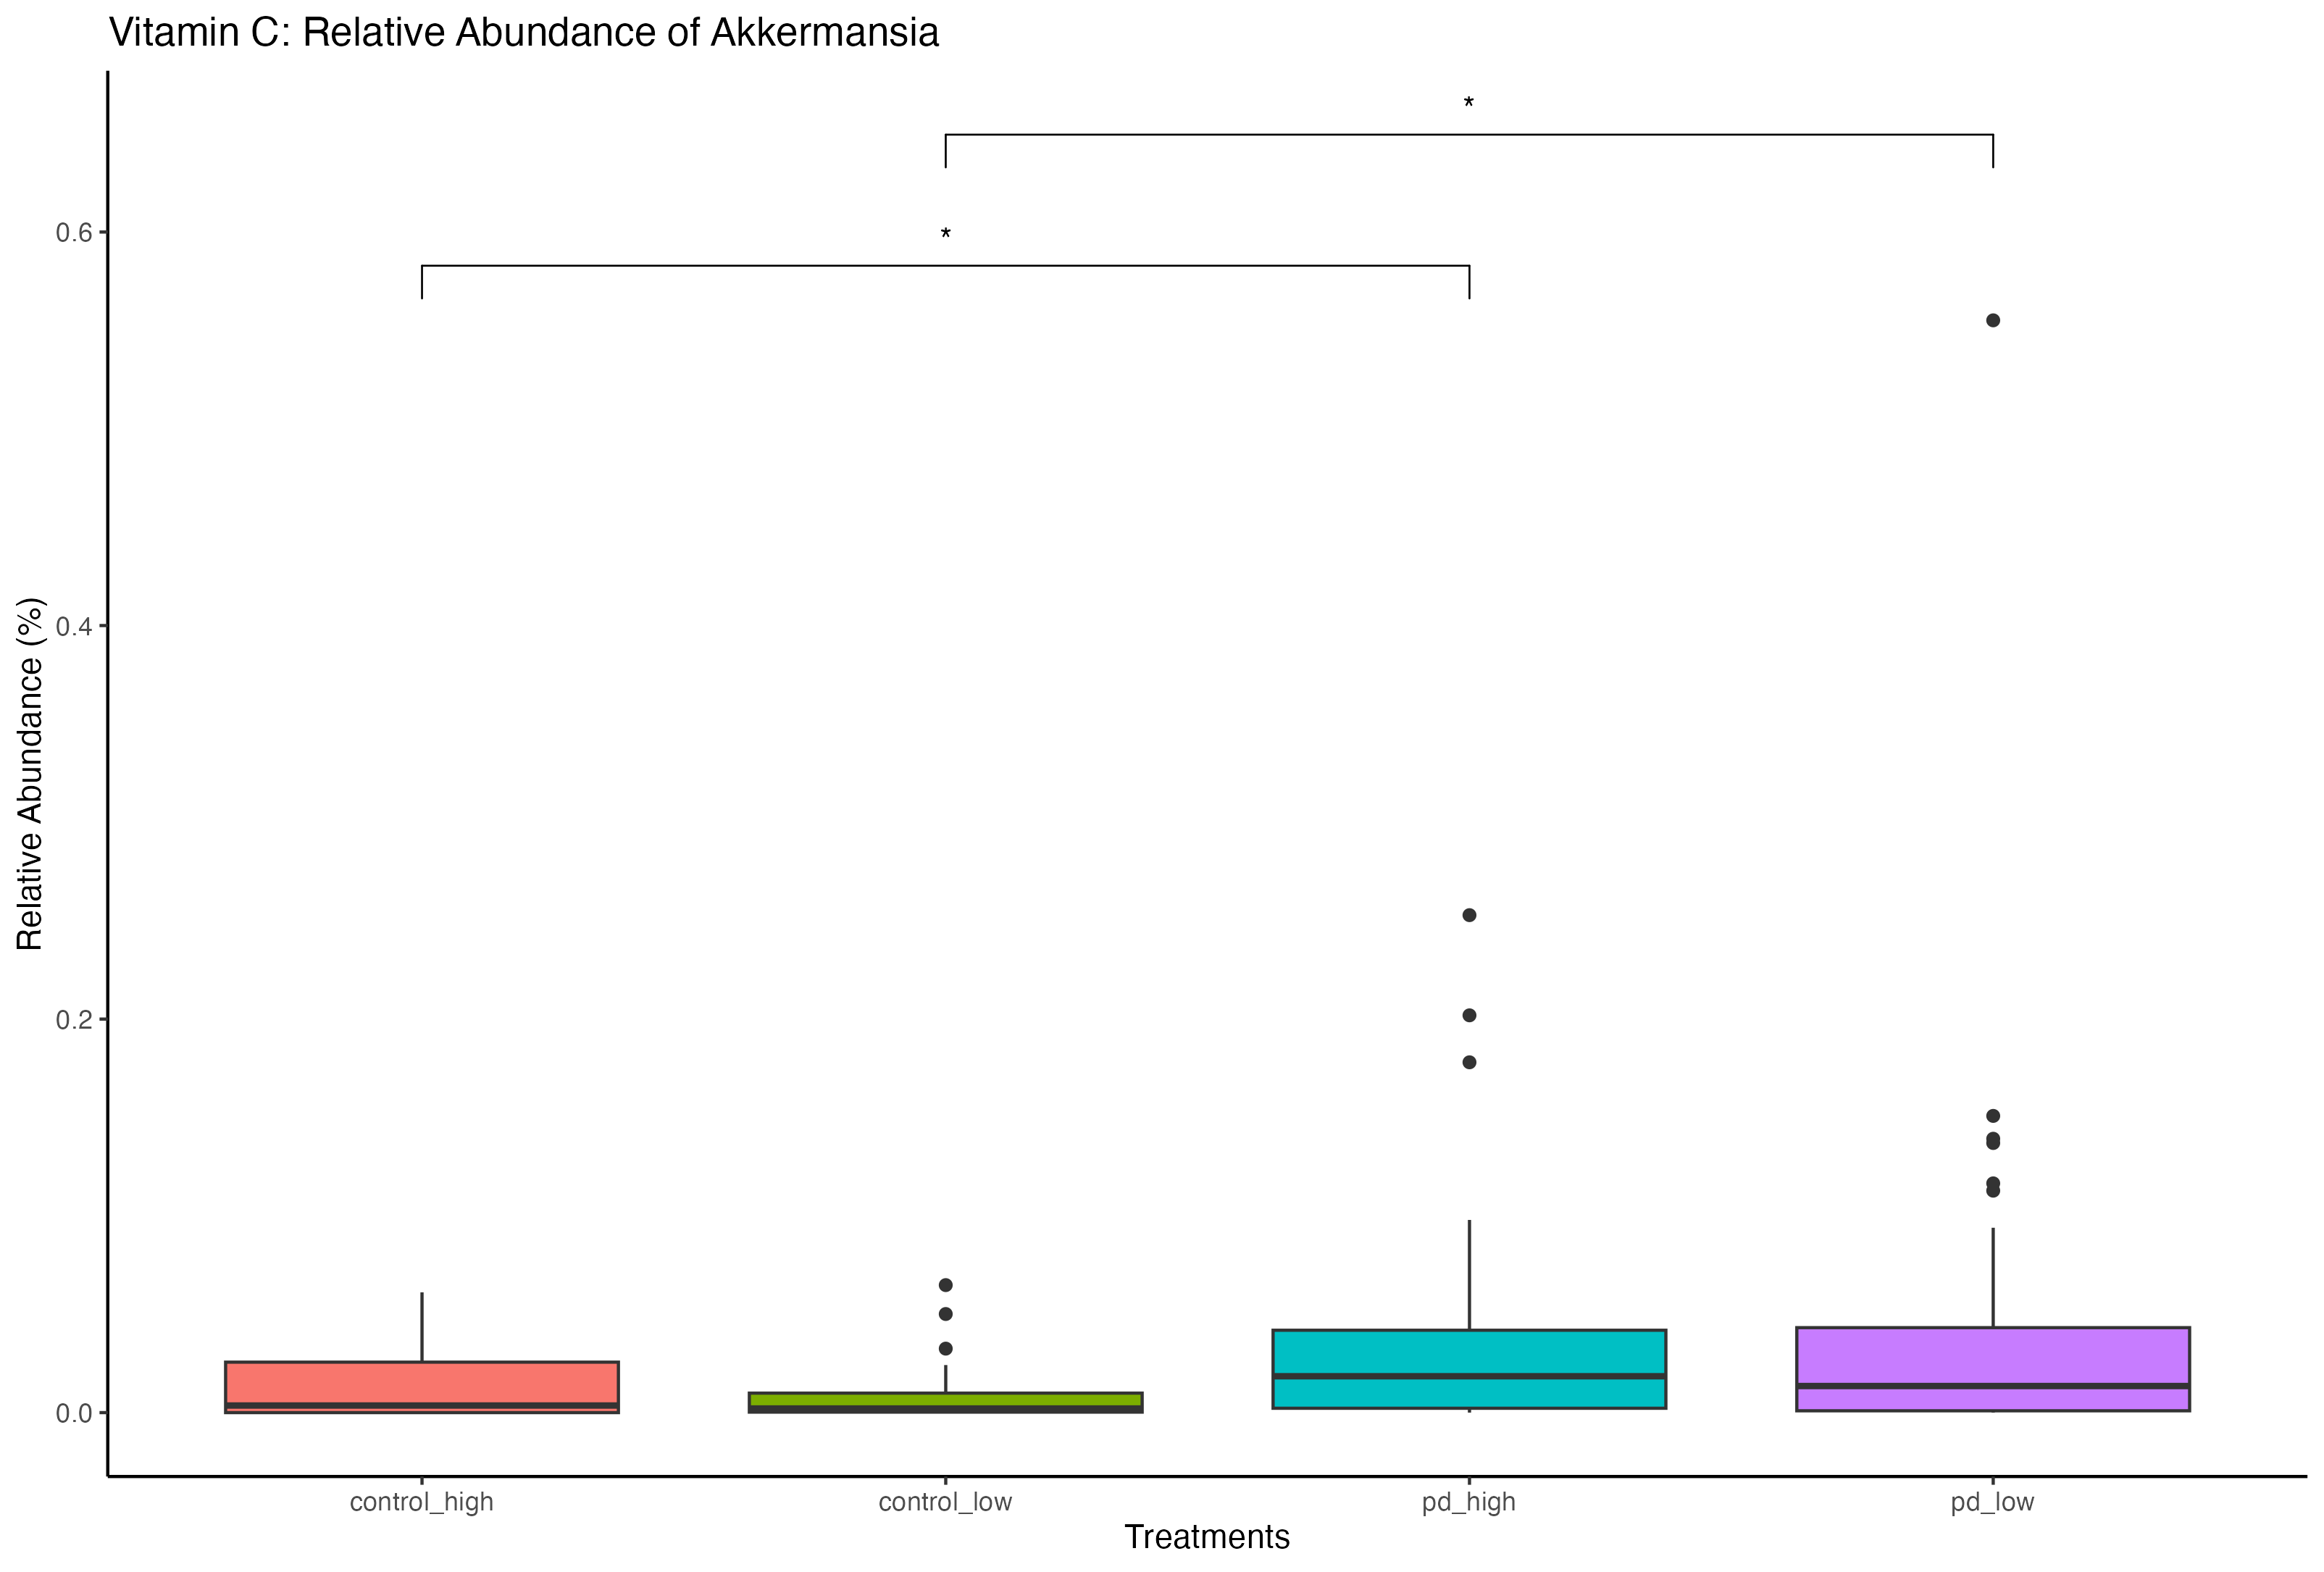 Vitamin C: Relative Abundance of Akkermansia
*
*
0.6
0.4
0.2
0.0
Relative Abundance (%)
control_high
control_low
pd_high
pd_low
Treatments